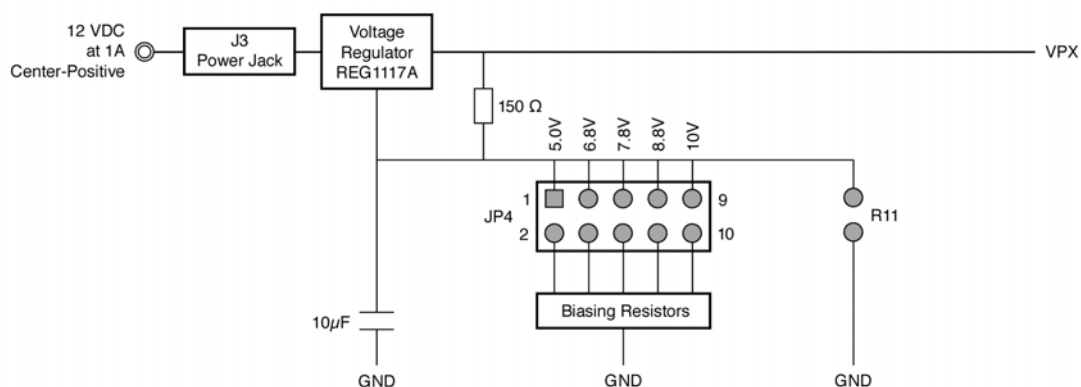 12 VDC
at 1A
Center-Positive
J3
Power Jack
Voltage
Regulator
REG1117A
VPX
150 Ω
5.0V
6.8V
7.8V
8.8V
10V
1
9
JP4
2
10
R11
Biasing Resistors
10µF
GND
GND
GND